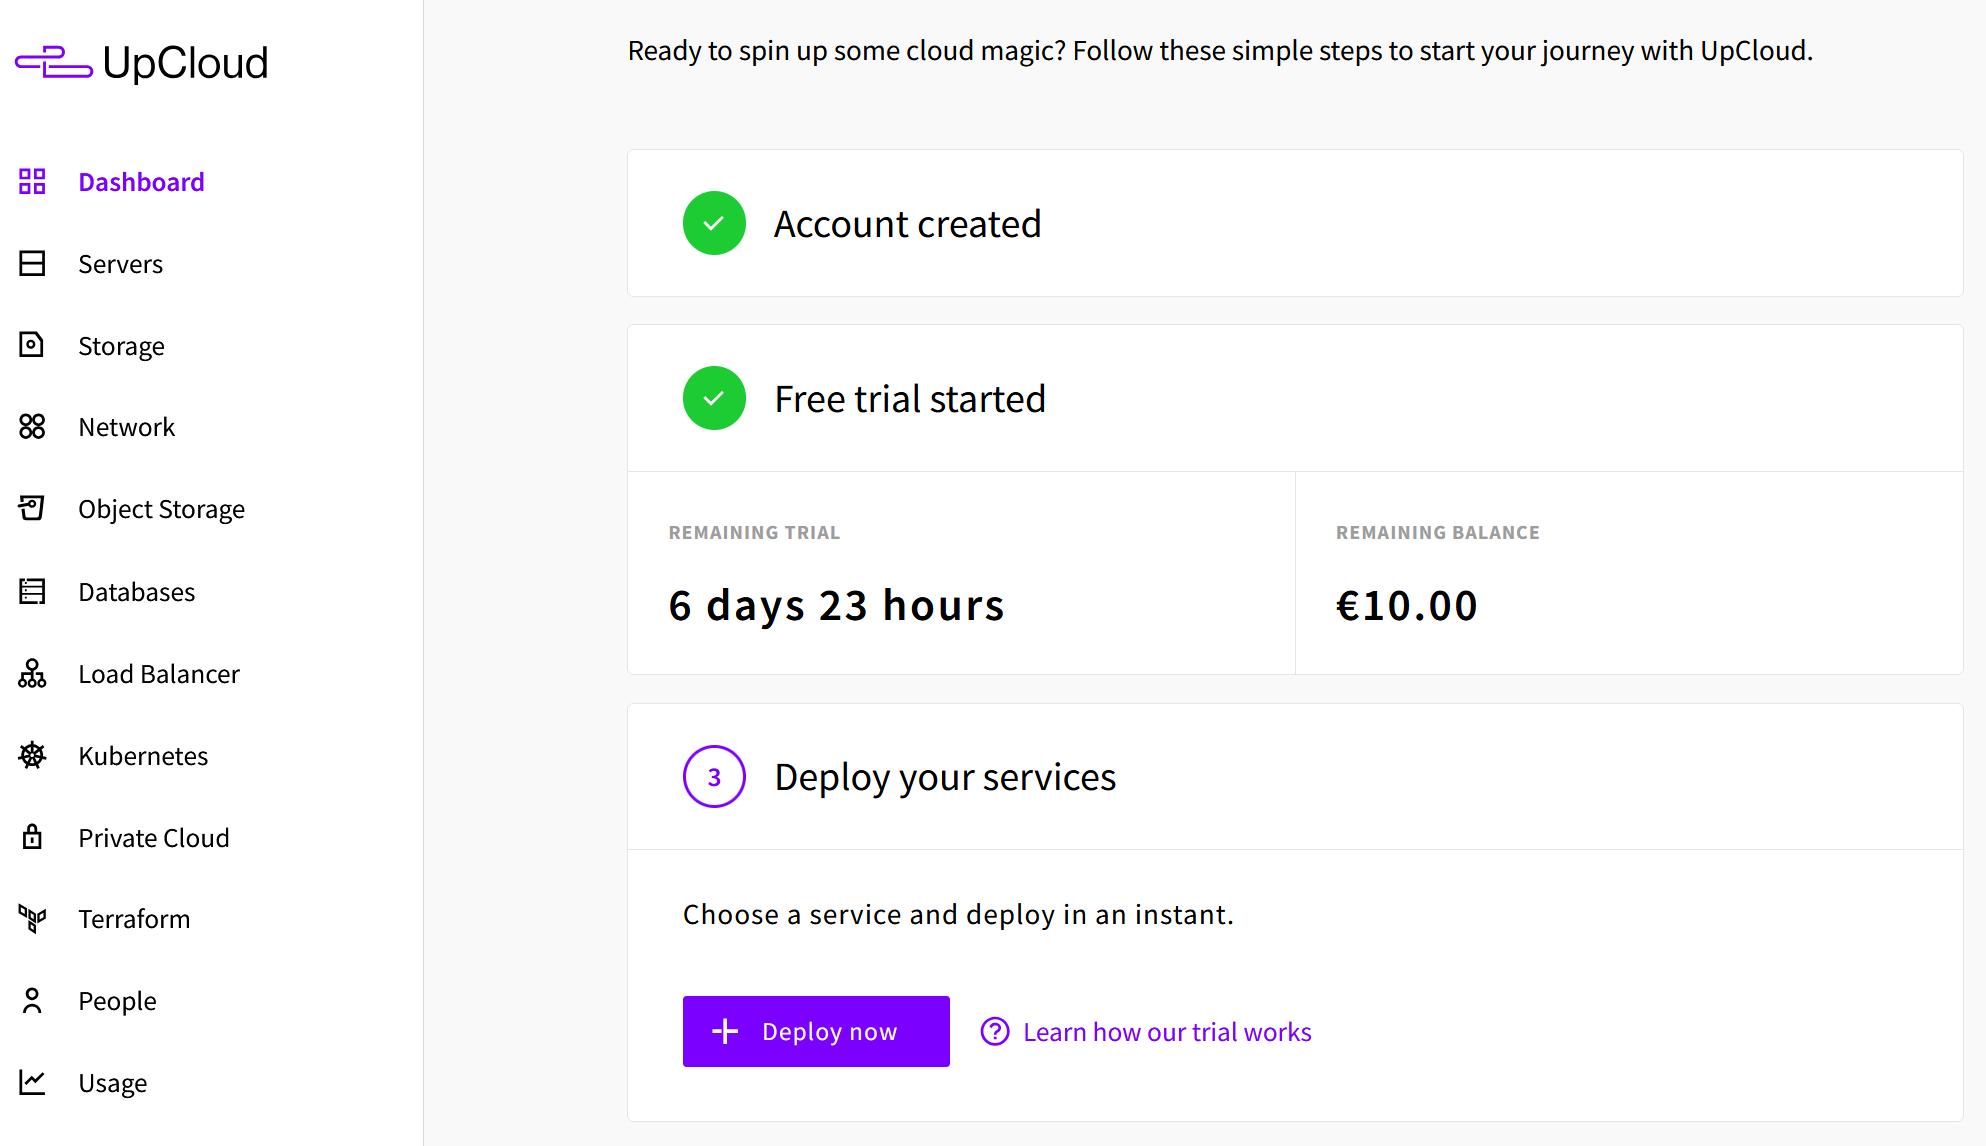 UpCloud
Dashboard
Servers
Storage
Network
Object Storage
Databases
Load Balancer
Kubernetes
Private Cloud
Terraform
People
Usage
Ready to spin up some cloud magic? Follow these simple steps to start your journey with UpCloud.
Account created
Free trial started
REMAINING TRIAL
6 days 23 hours
REMAINING BALANCE
€10.00
3 Deploy your services
Choose a service and deploy in an instant.
Deploy now
Learn how our trial works